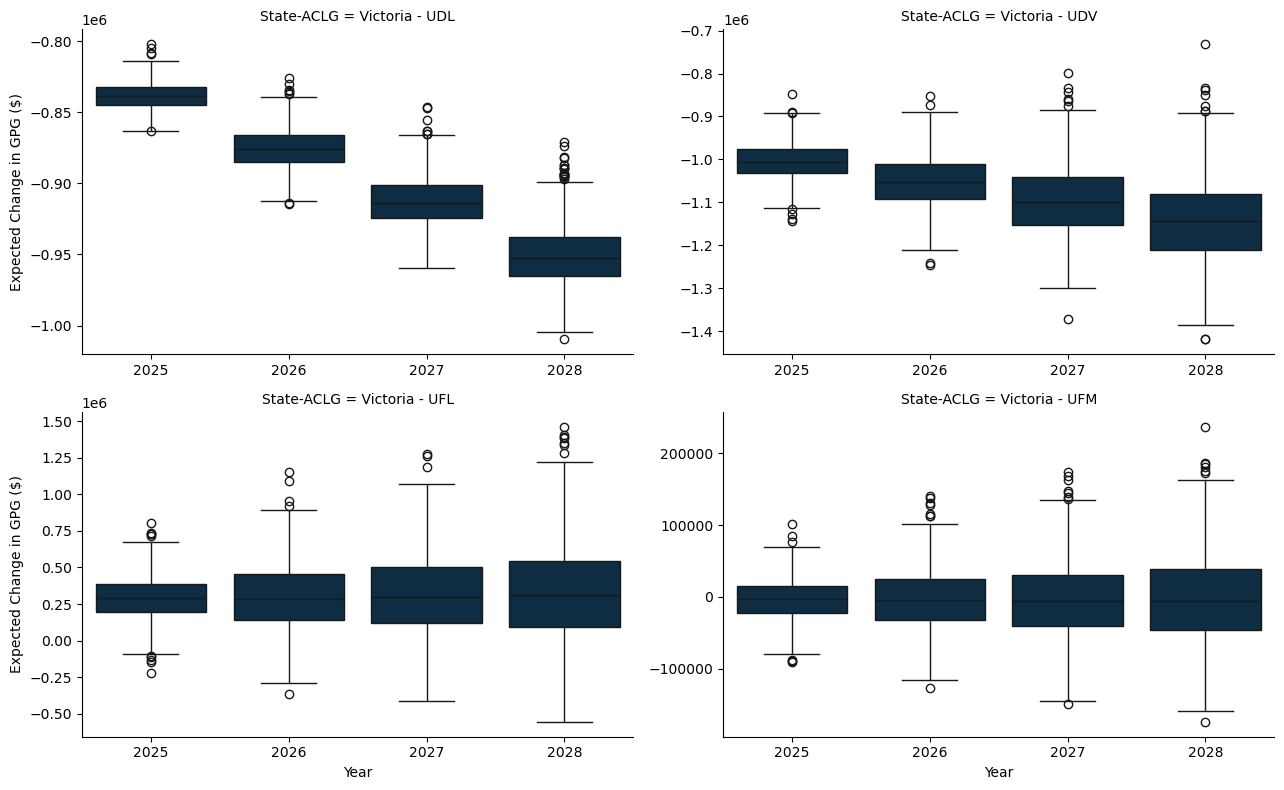 State-ACLG = Victoria - UDL
1e6
Expected Change in GPG ($)
−0.80
−0.85
−0.90
−0.95
−1.00
2025 2026 2027 2028
State-ACLG = Victoria - UDV
1e6
−0.7
−0.8
−0.9
−1.0
−1.1
−1.2
−1.3
−1.4
2025 2026 2027 2028
State-ACLG = Victoria - UFL
1e6
Expected Change in GPG ($)
1.50
1.25
1.00
0.75
0.50
0.25
0.00
−0.25
−0.50
2025 2026 2027 2028
Year
State-ACLG = Victoria - UFM
200000
100000
0
−100000
2025 2026 2027 2028
Year